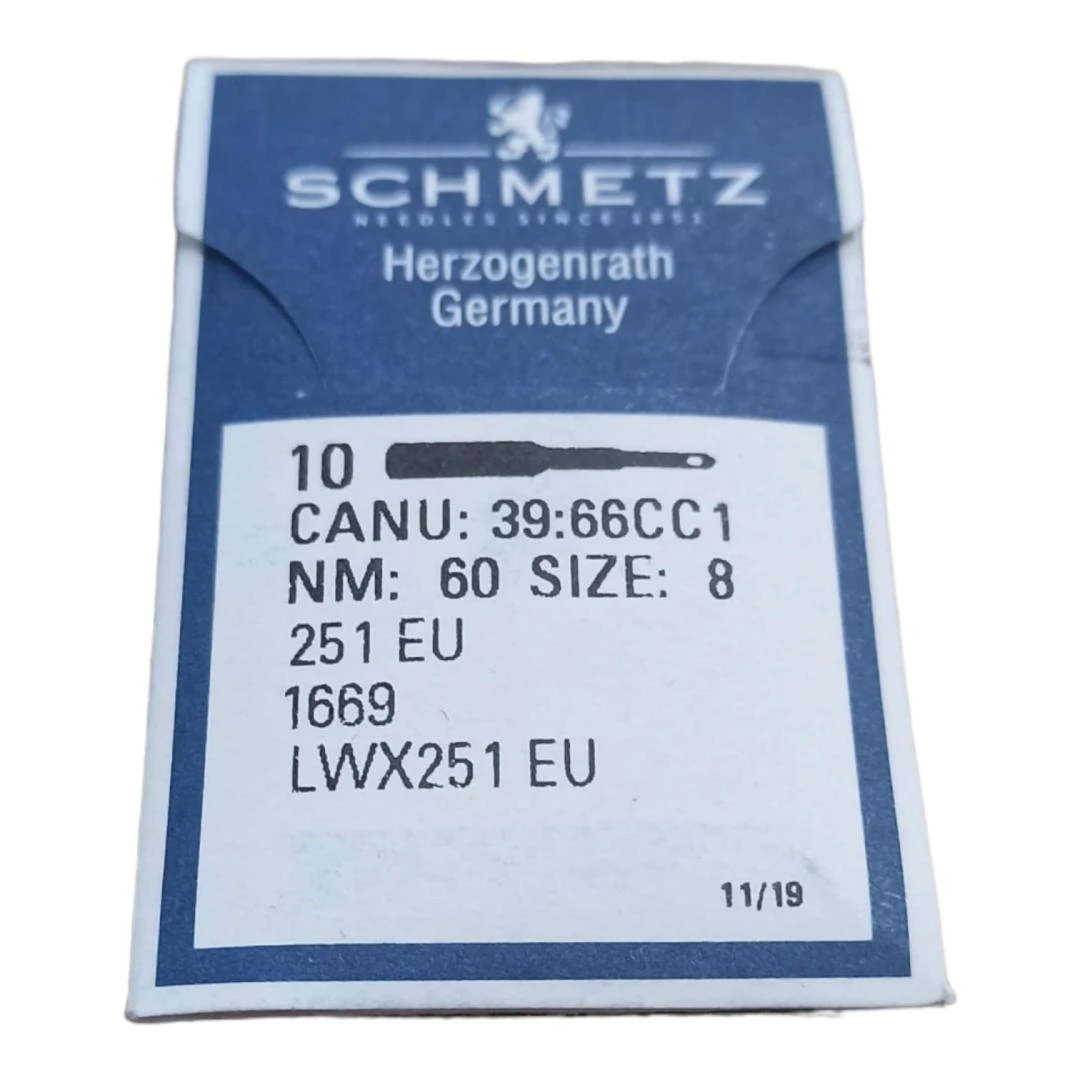 SCHMETZ
NEEDLES SINCE 1851
Herzogenrath
Germany
10
CANU: 39:66CC1
NM: 60 SIZE: 8
251 EU
1669
LWX251 EU
11/19